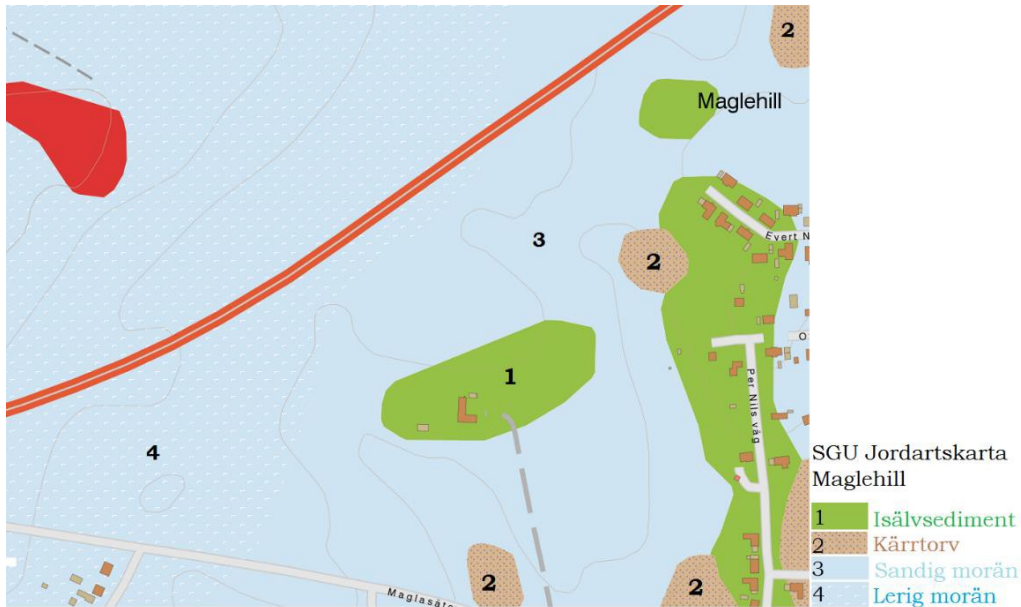 2
Maglehill
Evert N
3
2
O
1
Per Nils väg
4
2
2
Maglasäte
SGU Jordartskarta
Maglehill
1 Isälvsediment
2 Kärrtorv
3 Sandig morän
4 Lerig morän